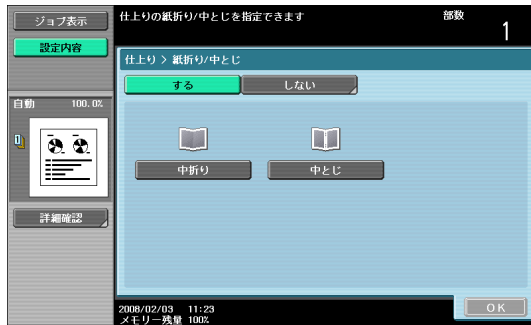 ジョブ表示
設定内容
仕上りの紙折り/中とじを指定できます
部数
1
仕上り > 紙折り/中とじ
する
しない
自動 100.0%
1
中折り
中とじ
詳細確認
2008/02/03 11:23
メモリー残量 100%
OK